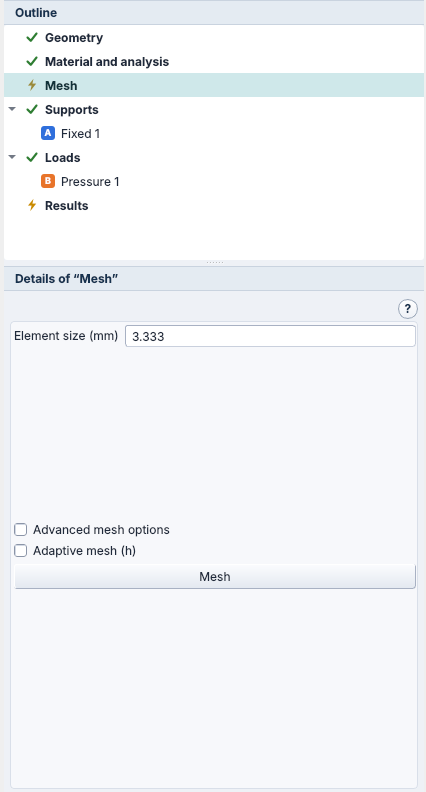 Outline
Geometry
Material and analysis
Mesh
Supports
A Fixed 1
Loads
B Pressure 1
Results
Details of “Mesh”
?
Element size (mm) 3.333
Advanced mesh options
Adaptive mesh (h)
Mesh